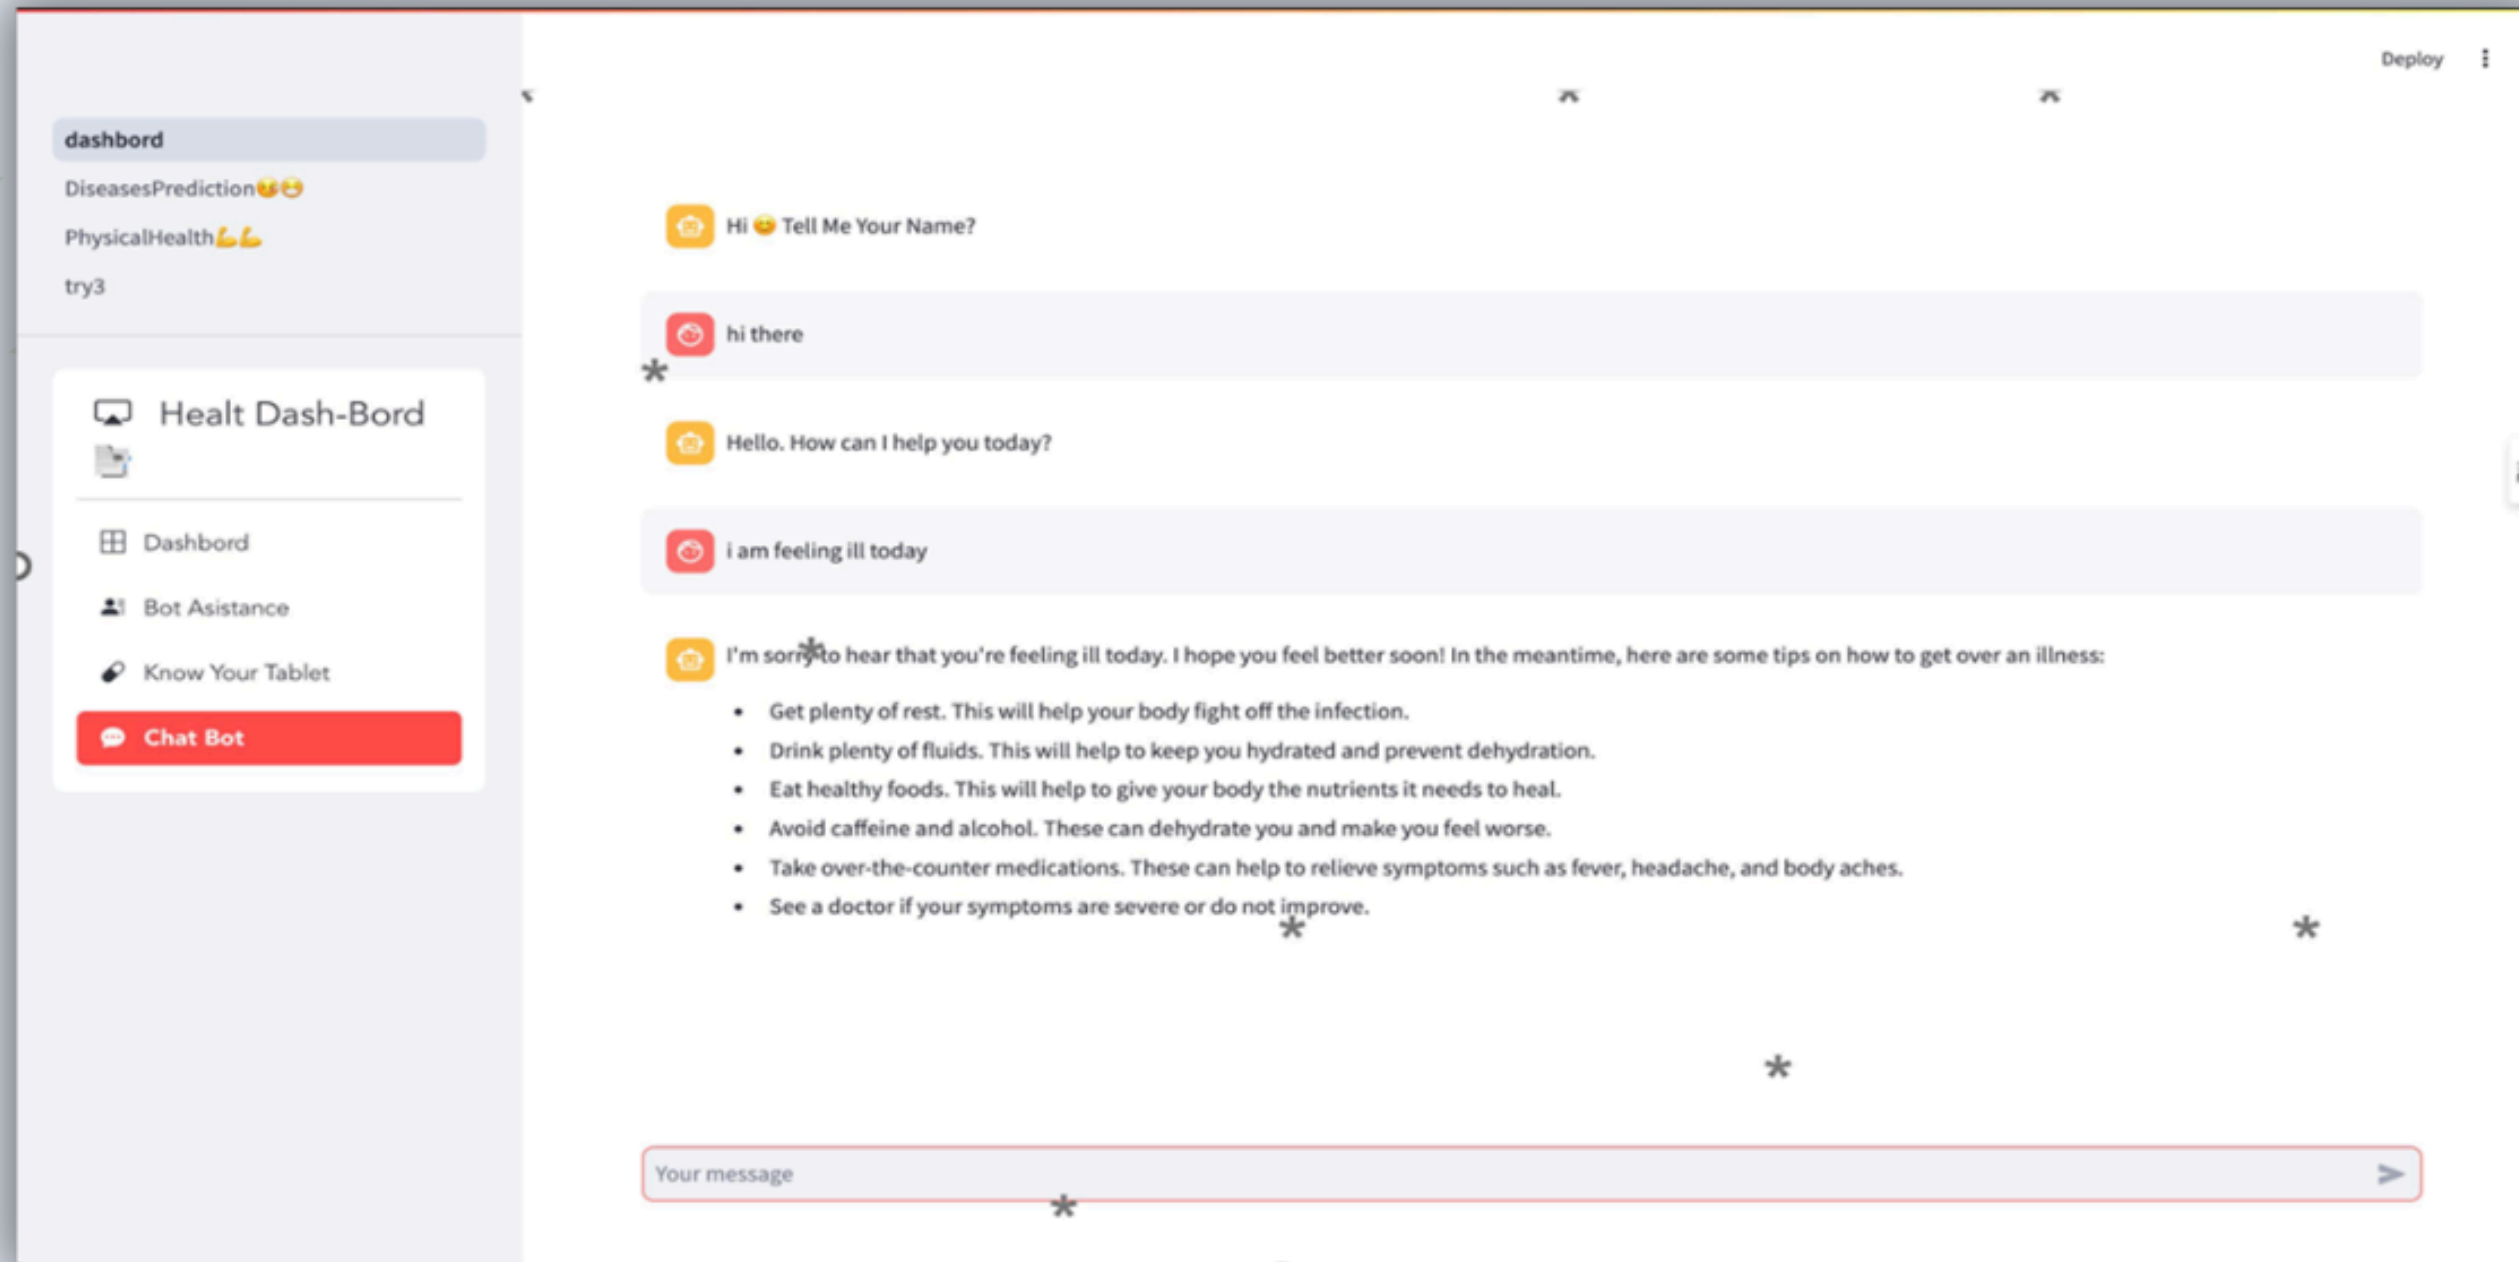 Deploy
dashbord
DiseasesPrediction
PhysicalHealth
try3
Healt Dash-Bord
Dashbord
Bot Asistance
Know Your Tablet
Chat Bot
Hi 😊 Tell Me Your Name?
hi there
Hello. How can I help you today?
i am feeling ill today
I'm sorry to hear that you're feeling ill today. I hope you feel better soon! In the meantime, here are some tips on how to get over an illness:
• Get plenty of rest. This will help your body fight off the infection.
• Drink plenty of fluids. This will help to keep you hydrated and prevent dehydration.
• Eat healthy foods. This will help to give your body the nutrients it needs to heal.
• Avoid caffeine and alcohol. These can dehydrate you and make you feel worse.
• Take over-the-counter medications. These can help to relieve symptoms such as fever, headache, and body aches.
• See a doctor if your symptoms are severe or do not improve.
Your message